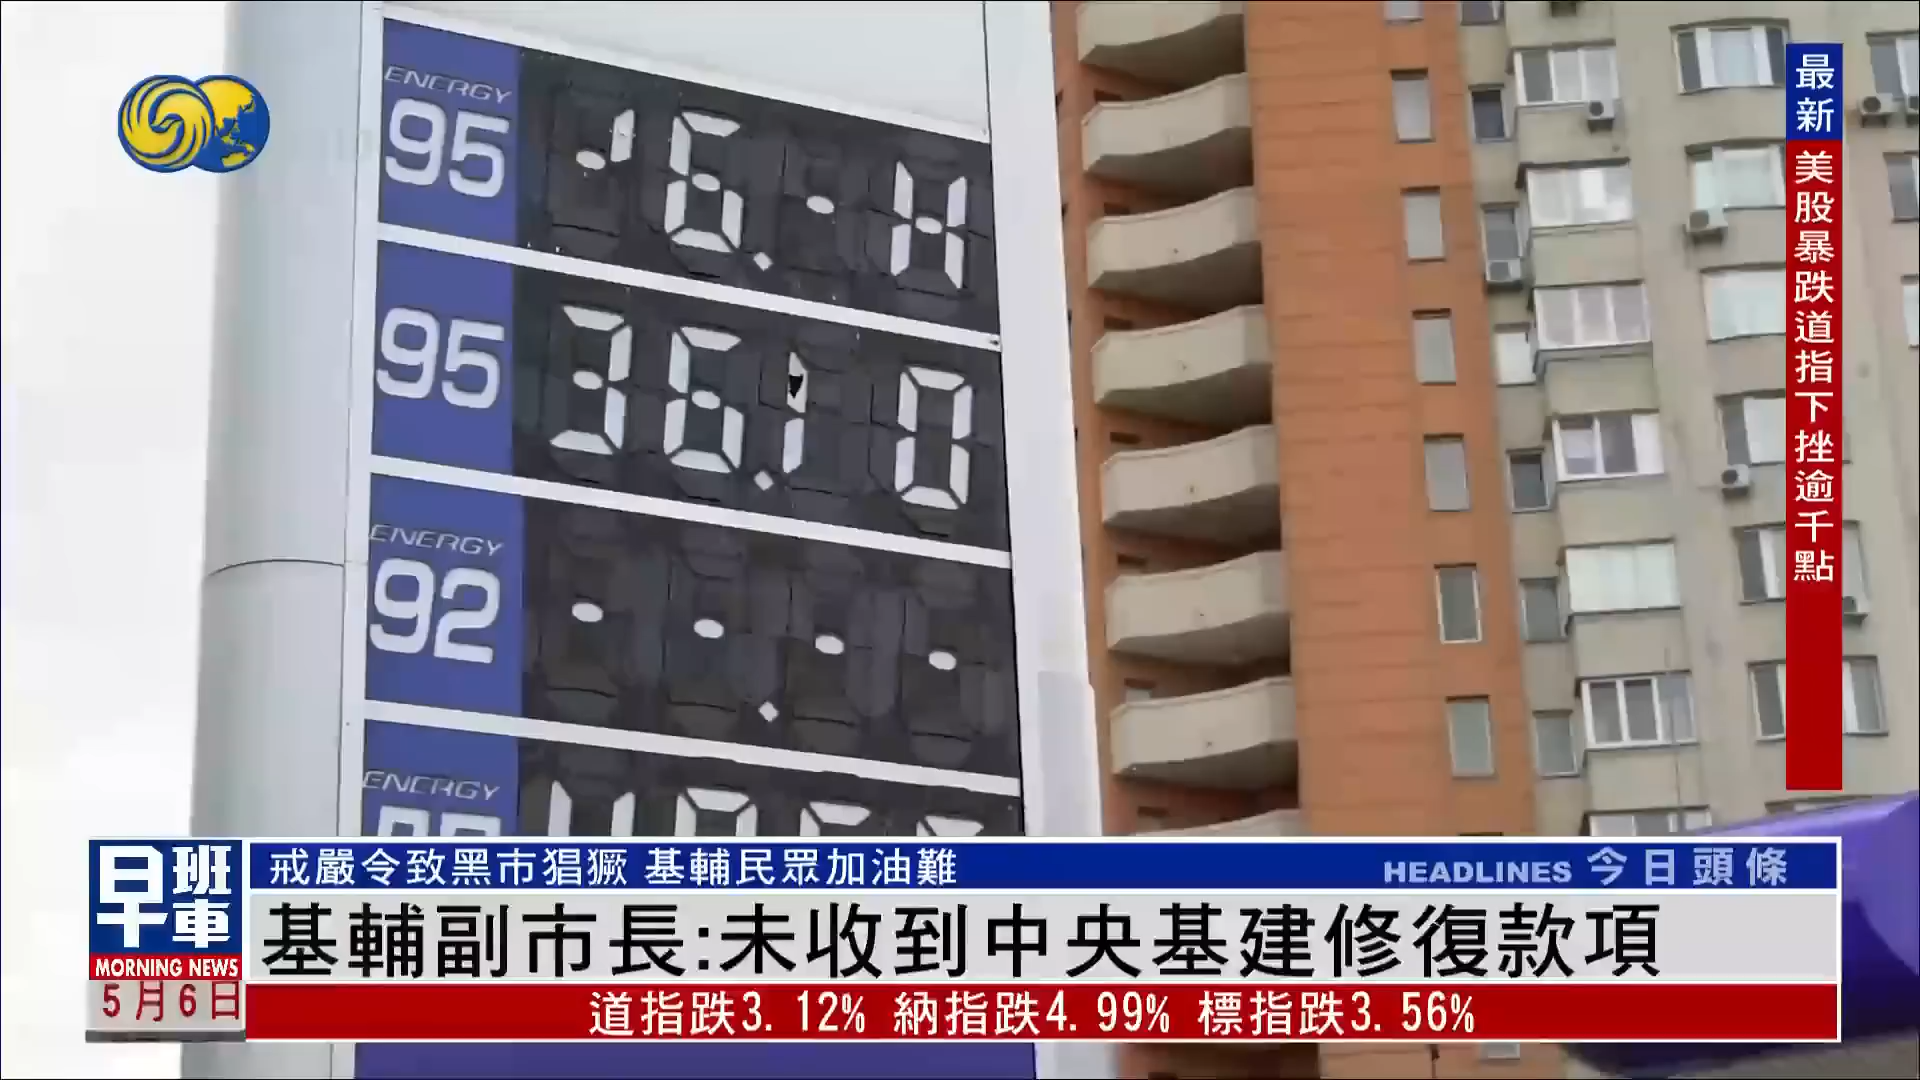 ENERGY
95
95
36.10
ENERGY
92
----
ENERGY
最新
美股暴跌道指下挫逾千點
戒嚴令致黑市猖獗 基輔民眾加油難
HEADLINES 今日頭條
早班車
基輔副市長:未收到中央基建修復款項
MORNING NEWS
5月6日
道指跌3.12% 納指跌4.99% 標指跌3.56%